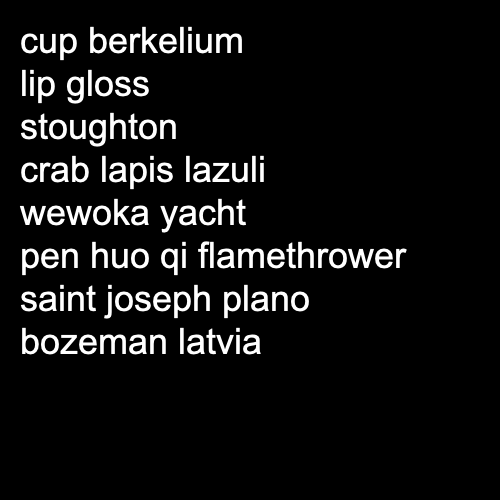 cup berkelium
lip gloss
stoughton
crab lapis lazuli
wewoka yacht
pen huo qi flamethrower
saint joseph plano
bozeman latvia